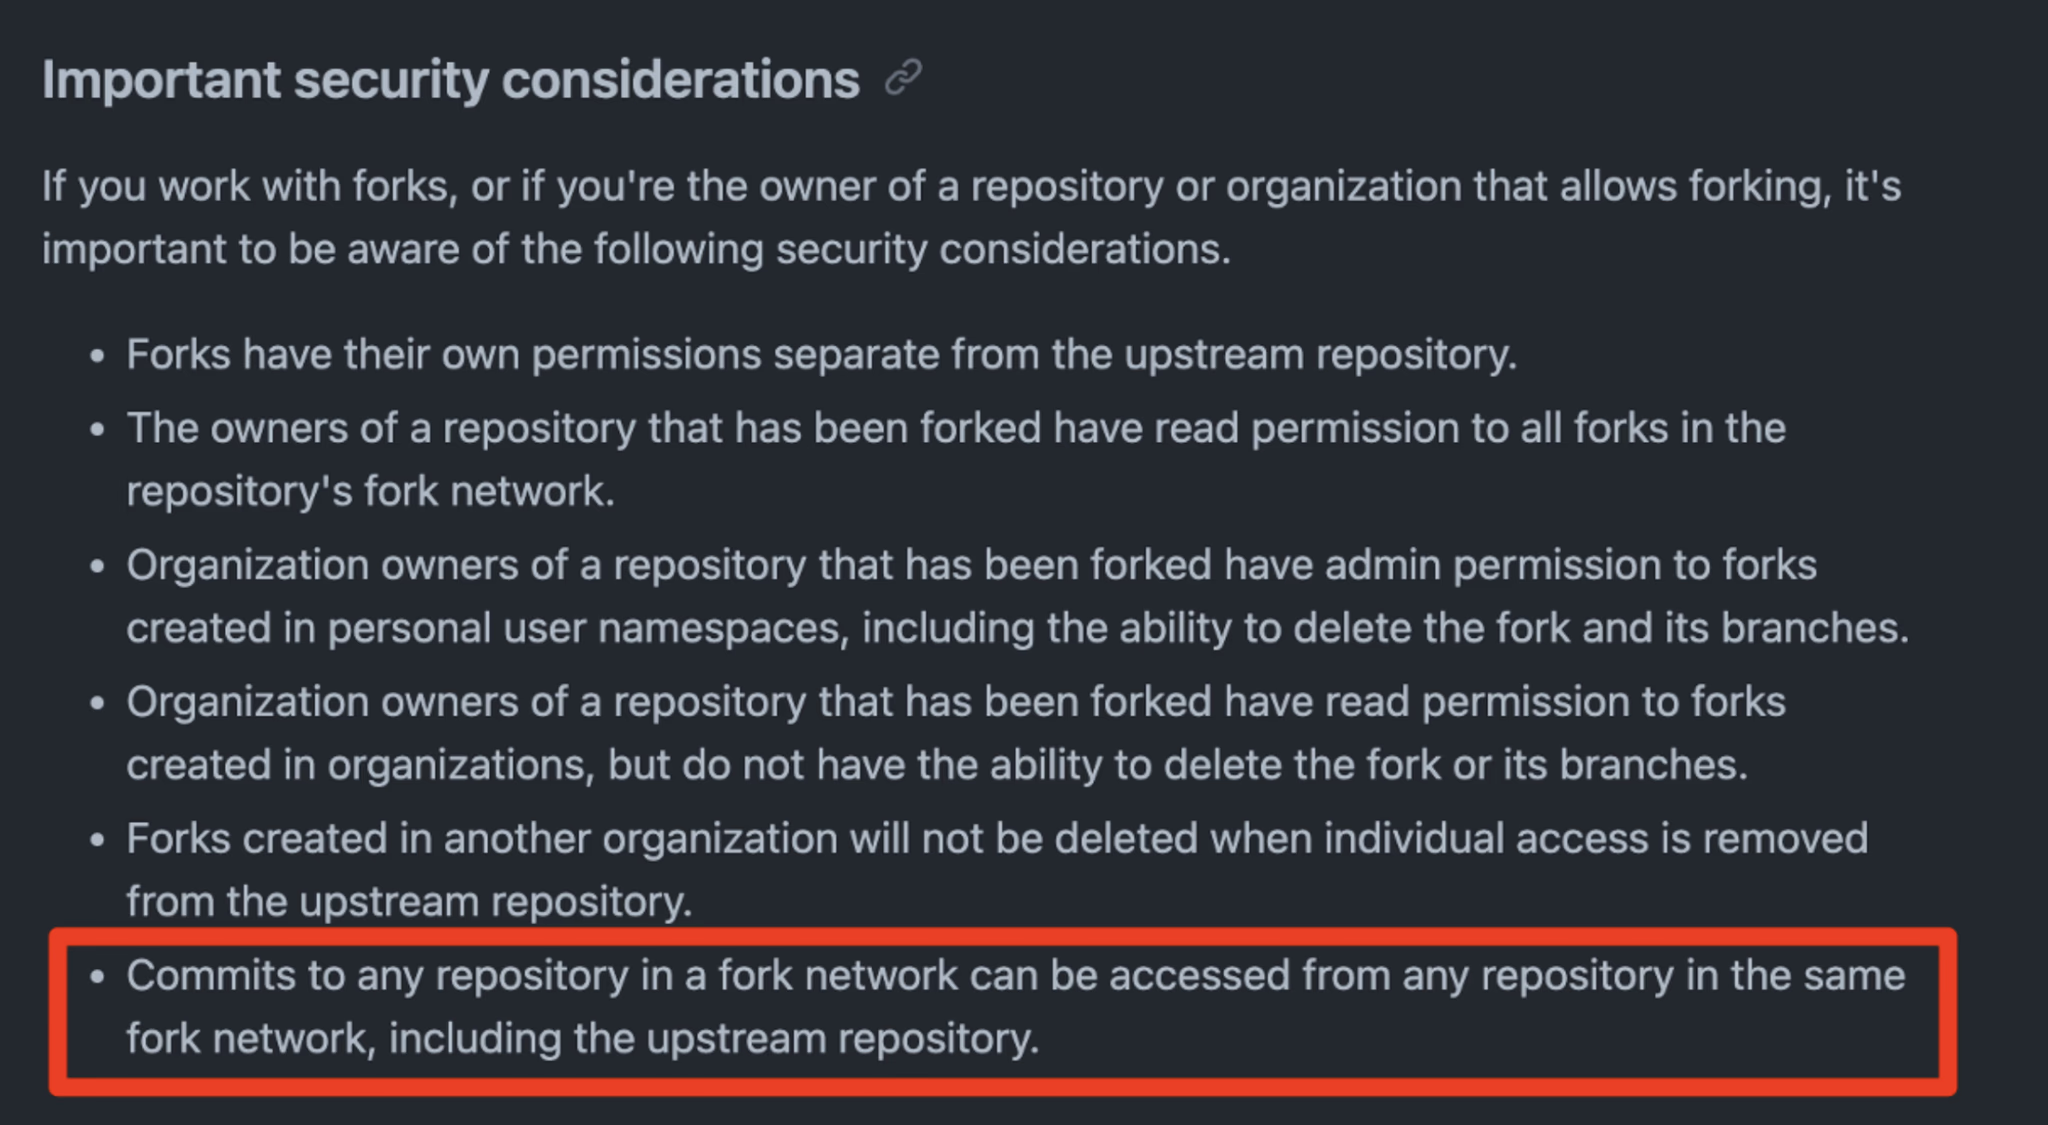 Important security considerations
If you work with forks, or if you're the owner of a repository or organization that allows forking, it's
important to be aware of the following security considerations.
• Forks have their own permissions separate from the upstream repository.
• The owners of a repository that has been forked have read permission to all forks in the
repository's fork network.
• Organization owners of a repository that has been forked have admin permission to forks
created in personal user namespaces, including the ability to delete the fork and its branches.
• Organization owners of a repository that has been forked have read permission to forks
created in organizations, but do not have the ability to delete the fork or its branches.
• Forks created in another organization will not be deleted when individual access is removed
from the upstream repository.
• Commits to any repository in a fork network can be accessed from any repository in the same
fork network, including the upstream repository.